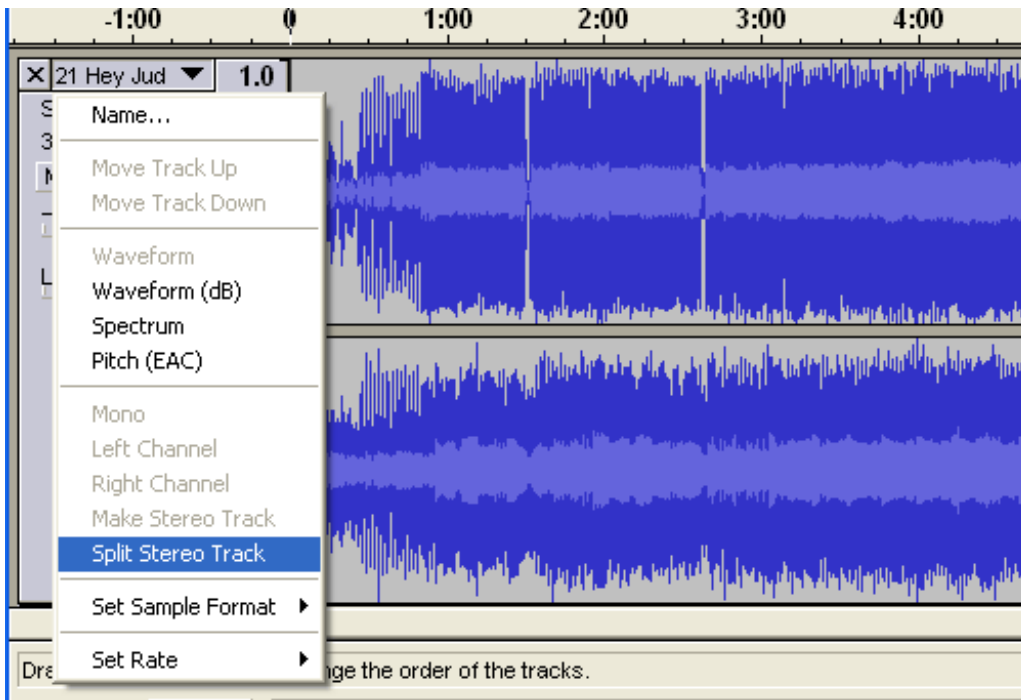 -1:00 0 1:00 2:00 3:00 4:00
X 21 Hey Jud 1.0
S
3
M
L
Name...
Move Track Up
Move Track Down
Waveform
Waveform (dB)
Spectrum
Pitch (EAC)
Mono
Left Channel
Right Channel
Make Stereo Track
Split Stereo Track
Set Sample Format
Set Rate
Dra nge the order of the tracks.